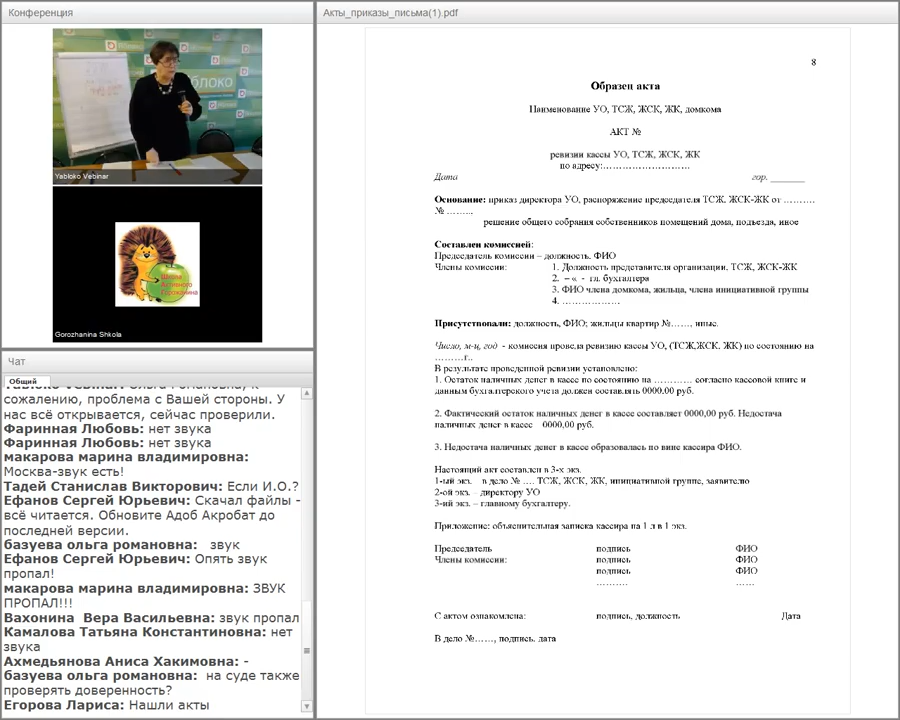 Конференция
Yabloko Vebinar
Школа
Активного
Горожанина
Gorozhanina Shkola
Чат
Общий
сожалению, проблема с Вашей стороны. У
нас всё открывается, сейчас проверили.
Фаринная Любовь: нет звука
Фаринная Любовь: нет звука
макарова марина владимировна:
Москва-звук есть!
Тадей Станислав Викторович: Если И.О.?
Ефанов Сергей Юрьевич: Скачал файлы -
всё читается. Обновите Адоб Акробат до
последней версии.
базуева ольга романовна: звук
Ефанов Сергей Юрьевич: Опять звук
пропал!
макарова марина владимировна: ЗВУК
ПРОПАЛ!!!
Вахонина Вера Васильевна: звук пропал
Камалова Татьяна Константиновна: нет
звука
Ахмедьянова Аниса Хакимовна: -
базуева ольга романовна: на суде также
проверять доверенность?
Егорова Лариса: Нашли акты
Акты_приказы_письма(1).pdf
8
Образец акта
Наименование УО, ТСЖ, ЖСК, ЖК, домкома
АКТ №
ревизии кассы УО, ТСЖ, ЖСК, ЖК
по адресу:………………………
Дата гор. _______
Основание: приказ директора УО, распоряжение председателя ТСЖ, ЖСК-ЖК от ………
№ ……...
решение общего собрания собственников помещений дома, подъезда, иное
Составлен комиссией:
Председатель комиссии – должность, ФИО
Члены комиссии: 1. Должность представителя организации, ТСЖ, ЖСК-ЖК
2. – « - гл. бухгалтера
3. ФИО члена домкома, жильца, члена инициативной группы
4. ………………
Присутствовали: должность, ФИО; жильцы квартир №……, иные.
Число, м-ц, год - комиссия провела ревизию кассы УО, (ТСЖ,ЖСК, ЖК) по состоянию на
………г..
В результате проведенной ревизии установлено:
1. Остаток наличных денег в кассе по состоянию на ………… согласно кассовой книге и
данным бухгалтерского учета должен составлять 0000.00 руб.
2. Фактический остаток наличных денег в кассе составляет 0000,00 руб. Недостача
наличных денег в кассе 0000,00 руб.
3. Недостача наличных денег в кассе образовалась по вине кассира ФИО.
Настоящий акт составлен в 3-х экз.
1-ый экз. в дело № …. ТСЖ, ЖСК, ЖК, инициативной группе, заявителю
2-ой экз. – директору УО
3-ий экз. – главному бухгалтеру.
Приложение: объяснительная записка кассира на 1 л в 1 экз.
Председатель подпись ФИО
Члены комиссии: подпись ФИО
подпись ФИО
………. ……
С актом ознакомлена: подпись, должность Дата
В дело №……, подпись, дата